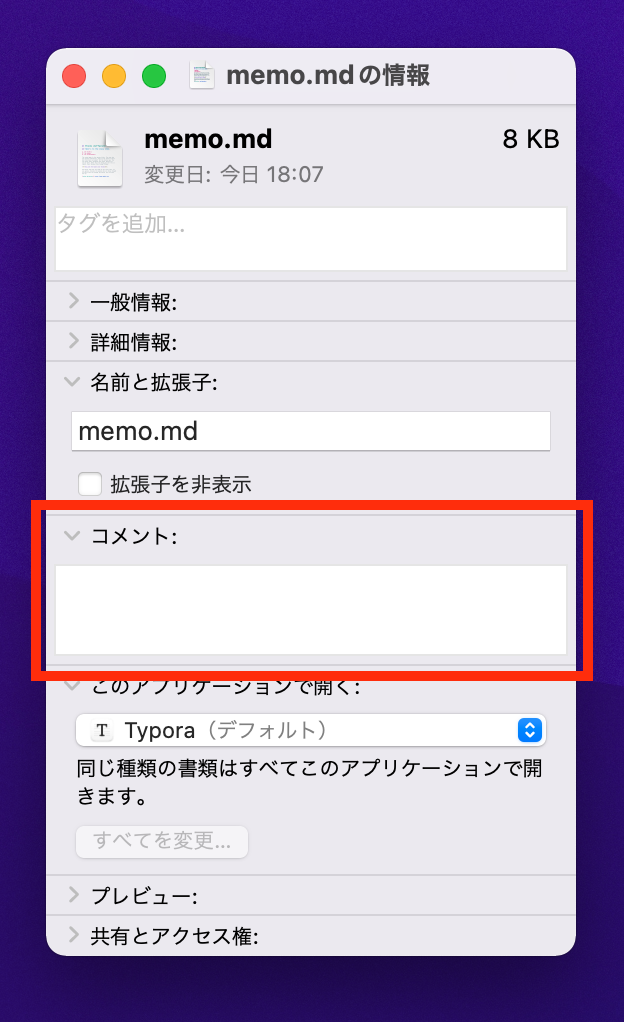 memo.mdの情報
memo.md 8 KB
変更日: 今日 18:07
タグを追加...
一般情報:
詳細情報:
名前と拡張子:
memo.md
拡張子を非表示
コメント:
このアプリケーションで開く:
T Typora（デフォルト）
同じ種類の書類はすべてこのアプリケーションで開
きます。
すべてを変更...
プレビュー:
共有とアクセス権: